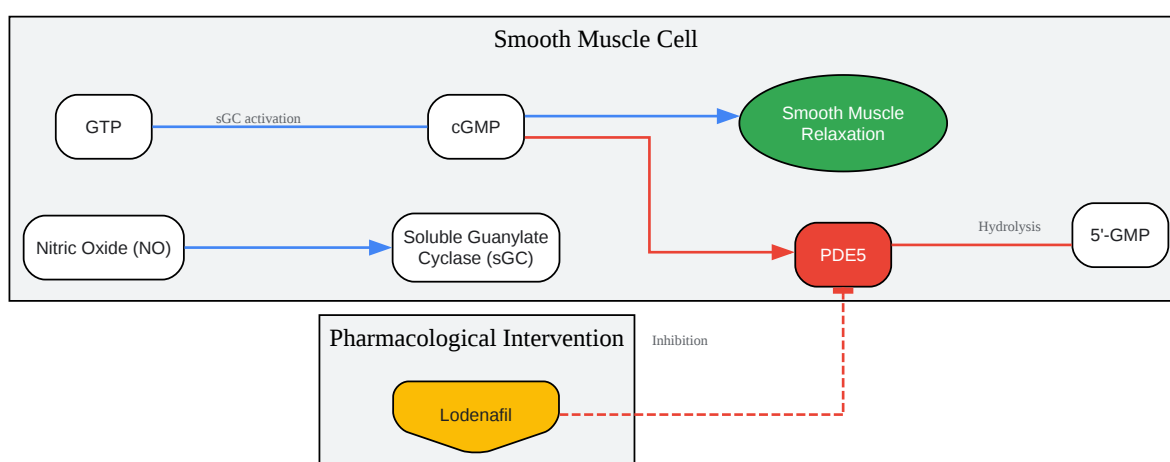 Smooth Muscle Cell
GTP
sGC activation
cGMP
Smooth Muscle
Relaxation
Nitric Oxide (NO)
Soluble Guanylate
Cyclase (sGC)
PDE5
Hydrolysis
5'-GMP
Pharmacological Intervention
Inhibition
Lodenafil